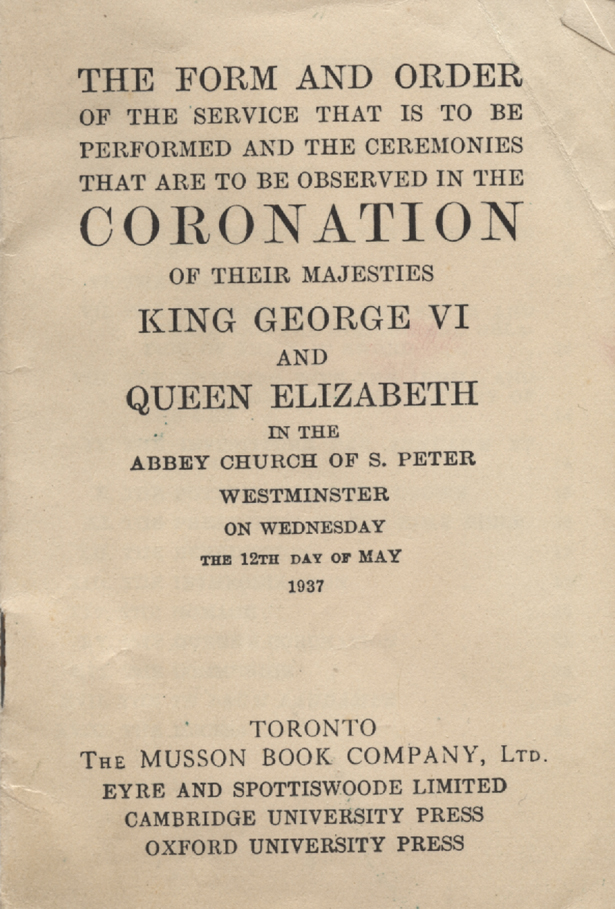 THE FORM AND ORDER
OF THE SERVICE THAT IS TO BE
PERFORMED AND THE CEREMONIES
THAT ARE TO BE OBSERVED IN THE
CORONATION
OF THEIR MAJESTIES
KING GEORGE VI
AND
QUEEN ELIZABETH
IN THE
ABBEY CHURCH OF S. PETER
WESTMINSTER
ON WEDNESDAY
THE 12TH DAY OF MAY
1937
TORONTO
THE MUSSON BOOK COMPANY, LTD.
EYRE AND SPOTTISWOODE LIMITED
CAMBRIDGE UNIVERSITY PRESS
OXFORD UNIVERSITY PRESS